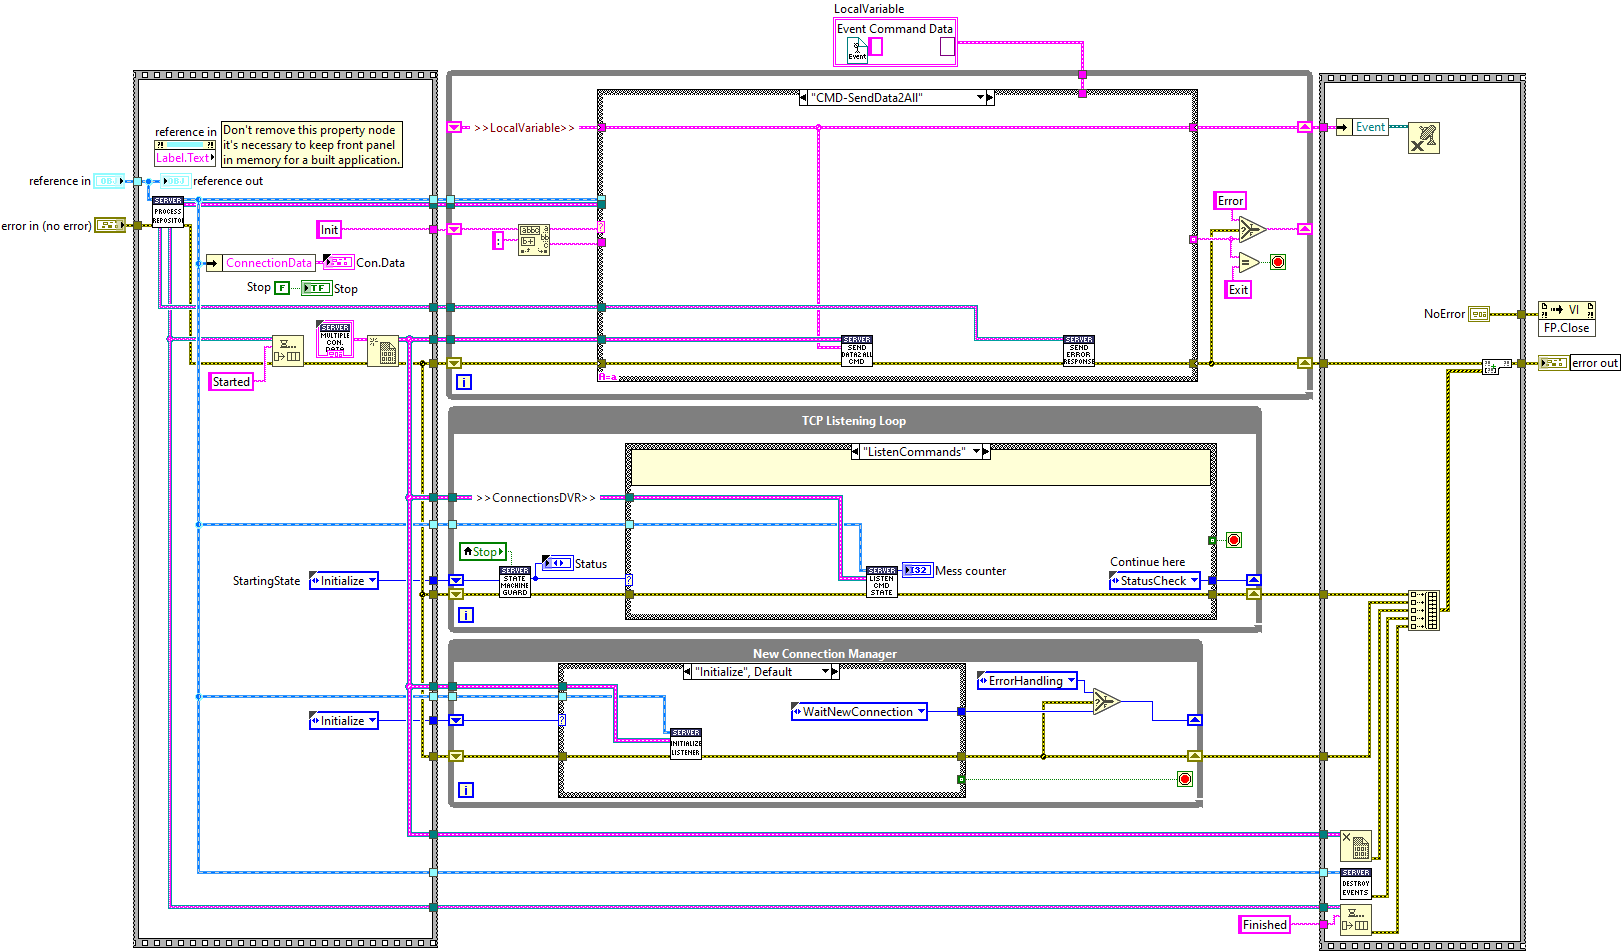 LocalVariable
Event Command Data
Event
"CMD-SendData2All"
reference in
Label.Text
Don't remove this property node
it's necessary to keep front panel
in memory for a built application.
>>LocalVariable>>
Event
reference in
OBJ
OBJ
reference out
SERVER
PROCESS
REPOSITOR
error in (no error)
Init
:
Error
Exit
ConnectionData
Con.Data
Stop
F
TF
Stop
SERVER
MULTIPLE
CON.
DATA
Started
SERVER
SEND
DATA2 ALL
CMD
SERVER
SEND
ERROR
RESPONSE
A=a
i
NoError
VI
FP.Close
error out
TCP Listening Loop
"ListenCommands"
>>ConnectionsDVR>>
Stop
Status
SERVER
STATE
MACHINE
GUARD
StartingState
Initialize
SERVER
LISTEN
CMD
STATE
I32
Mess counter
Continue here
StatusCheck
i
New Connection Manager
"Initialize", Default
ErrorHandling
WaitNewConnection
Initialize
SERVER
INITIALIZE
LISTENER
i
SERVER
DESTROY
EVENTS
Finished